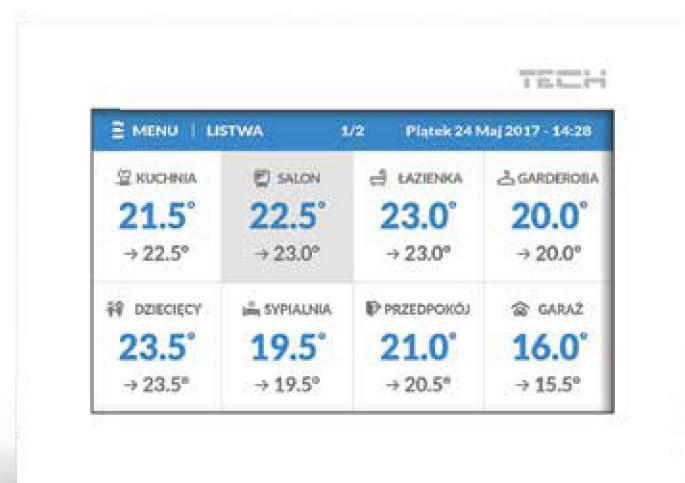 TECH
MENU | LISTWA 1/2 Piątek 24 Maj 2017 - 14:28
KUCHNIA SALON ŁAZIENKA GARDEROBA
21.5° 22.5° 23.0° 20.0°
→ 22.5° → 23.0° → 23.0° → 20.0°
DZIECIĘCY SYPIALNIA PRZEDPOKÓJ GARAŻ
23.5° 19.5° 21.0° 16.0°
→ 23.5° → 19.5° → 20.5° → 15.5°